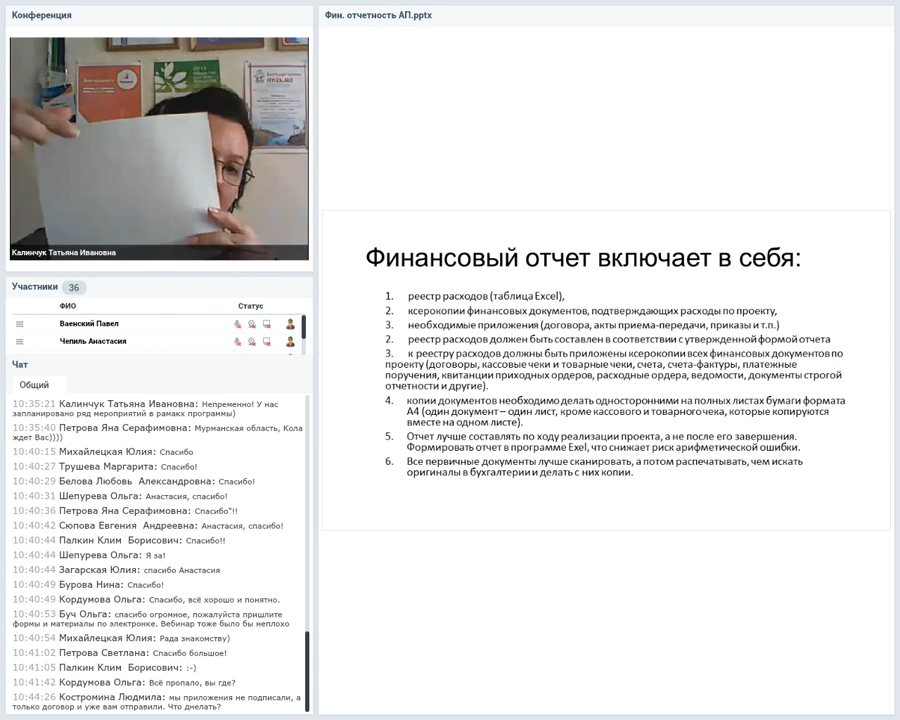 Конференция
Калинчук Татьяна Ивановна
Участники 36
ФИО Статус
Ваенский Павел
Чепиль Анастасия
Чат
Общий
10:35:21 Калинчук Татьяна Ивановна: Непременно! У нас
запланировано ряд мероприятий в рамакх программы)
10:35:40 Петрова Яна Серафимовна: Мурманская область, Кола
ждет Вас))))
10:40:15 Михайлецкая Юлия: Спасибо
10:40:27 Трушева Маргарита: Спасибо!
10:40:29 Белова Любовь Александровна: Спасибо!
10:40:31 Шепурева Ольга: Анастасия, спасибо!
10:40:36 Петрова Яна Серафимовна: Спасибо"!!
10:40:42 Сюпова Евгения Андреевна: Анастасия, спасибо!
10:40:44 Палкин Клим Борисович: Спасибо!!
10:40:44 Шепурева Ольга: Я за!
10:40:44 Загарская Юлия: спасибо Анастасия
10:40:49 Бурова Нина: Спасибо!
10:40:49 Кордумова Ольга: Спасибо, всё хорошо и понятно.
10:40:53 Буч Ольга: спасибо огромное, пожалуйста пришлите
формы и материалы по электронке. Вебинар тоже было бы неплохо
10:40:54 Михайлецкая Юлия: Рада знакомству)
10:41:02 Петрова Светлана: Спасибо большое!
10:41:05 Палкин Клим Борисович: :-)
10:41:42 Кордумова Ольга: Всё пропало, вы где?
10:44:26 Костромина Людмила: мы приложения не подписали, а
только договор и уже вам отправили. Что днелать?
Фин. отчетность АП.pptx
Финансовый отчет включает в себя:
1. реестр расходов (таблица Excel),
2. ксерокопии финансовых документов, подтверждающих расходы по проекту,
3. необходимые приложения (договора, акты приема-передачи, приказы и т.п.)
2. реестр расходов должен быть составлен в соответствии с утвержденной формой отчета
3. к реестру расходов должны быть приложены ксерокопии всех финансовых документов по
проекту (договоры, кассовые чеки и товарные чеки, счета, счета-фактуры, платежные
поручения, квитанции приходных ордеров, расходные ордера, ведомости, документы строгой
отчетности и другие).
4. копии документов необходимо делать односторонними на полных листах бумаги формата
А4 (один документ – один лист, кроме кассового и товарного чека, которые копируются
вместе на одном листе).
5. Отчет лучше составлять по ходу реализации проекта, а не после его завершения.
Формировать отчет в программе Exel, что снижает риск арифметической ошибки.
6. Все первичные документы лучше сканировать, а потом распечатывать, чем искать
оригиналы в бухгалтерии и делать с них копии.